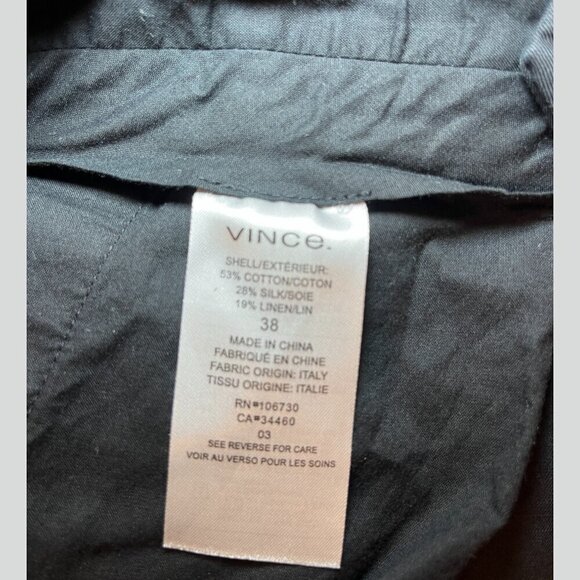 VINCE.
SHELL/EXTÉRIEUR:
53% COTTON/COTON
28% SILK/SOIE
19% LINEN/LIN
38
MADE IN CHINA
FABRIQUÉ EN CHINE
FABRIC ORIGIN: ITALY
TISSU ORIGINE: ITALIE
RN#106730
CA#34460
03
SEE REVERSE FOR CARE
VOIR AU VERSO POUR LES SOINS